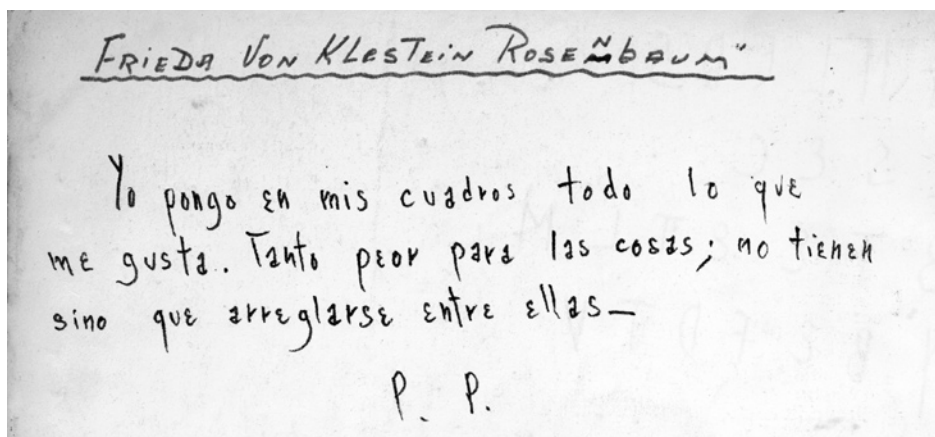 FRIEDA VON KLESTEIN ROSEÑBAUM"
Yo pongo en mis cuadros todo lo que
me gusta. Tanto peor para las cosas; no tienen
sino que arreglarse entre ellas—
P. P.